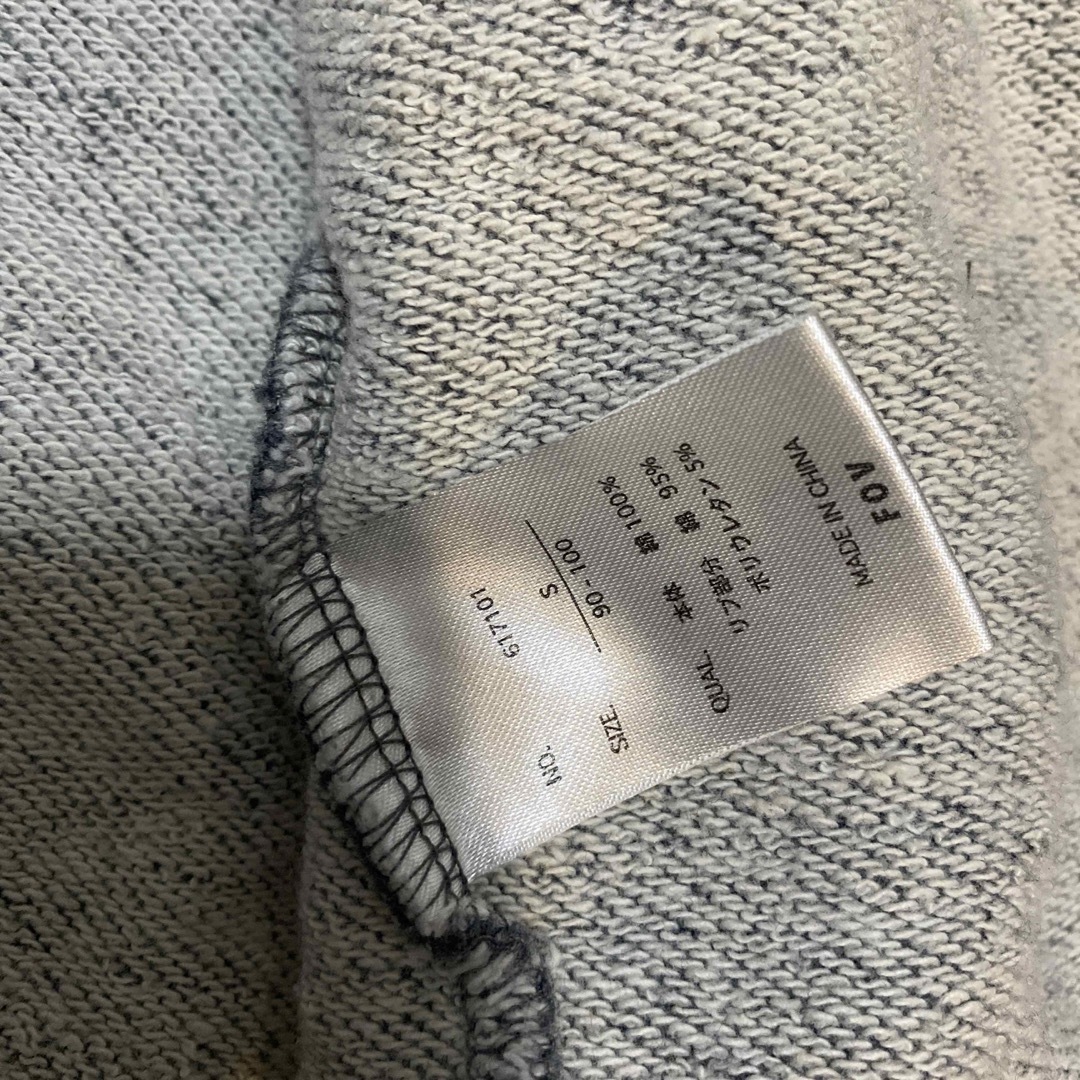 NO. 617101
SIZE. S
90 - 100
QUAL.
本体 綿 100%
リブ部分 綿 95%
ポリウレタン 5%
MADE IN CHINA
FOV